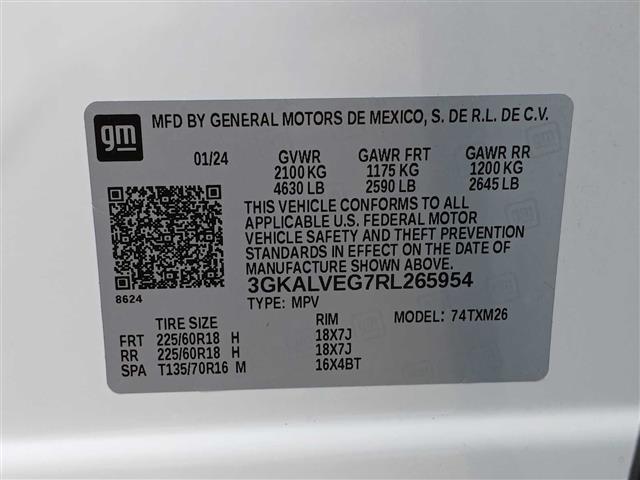 gm
MFD BY GENERAL MOTORS DE MEXICO, S. DE R.L. DE C.V.
01/24 GVWR GAWR FRT GAWR RR
2100 KG 1175 KG 1200 KG
4630 LB 2590 LB 2645 LB
THIS VEHICLE CONFORMS TO ALL
APPLICABLE U.S. FEDERAL MOTOR
VEHICLE SAFETY AND THEFT PREVENTION
STANDARDS IN EFFECT ON THE DATE OF
MANUFACTURE SHOWN ABOVE.
8624
3GKALVEG7RL265954
TYPE: MPV
TIRE SIZE RIM MODEL: 74TXM26
FRT 225/60R18 H 18X7J
RR 225/60R18 H 18X7J
SPA T135/70R16 M 16X4BT